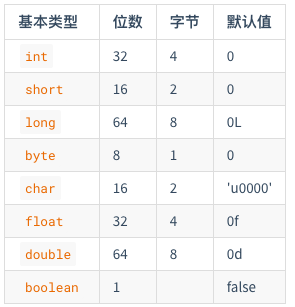 基本类型 位数 字节 默认值
int 32 4 0
short 16 2 0
long 64 8 0L
byte 8 1 0
char 16 2 'u0000'
float 32 4 0f
double 64 8 0d
boolean 1 false